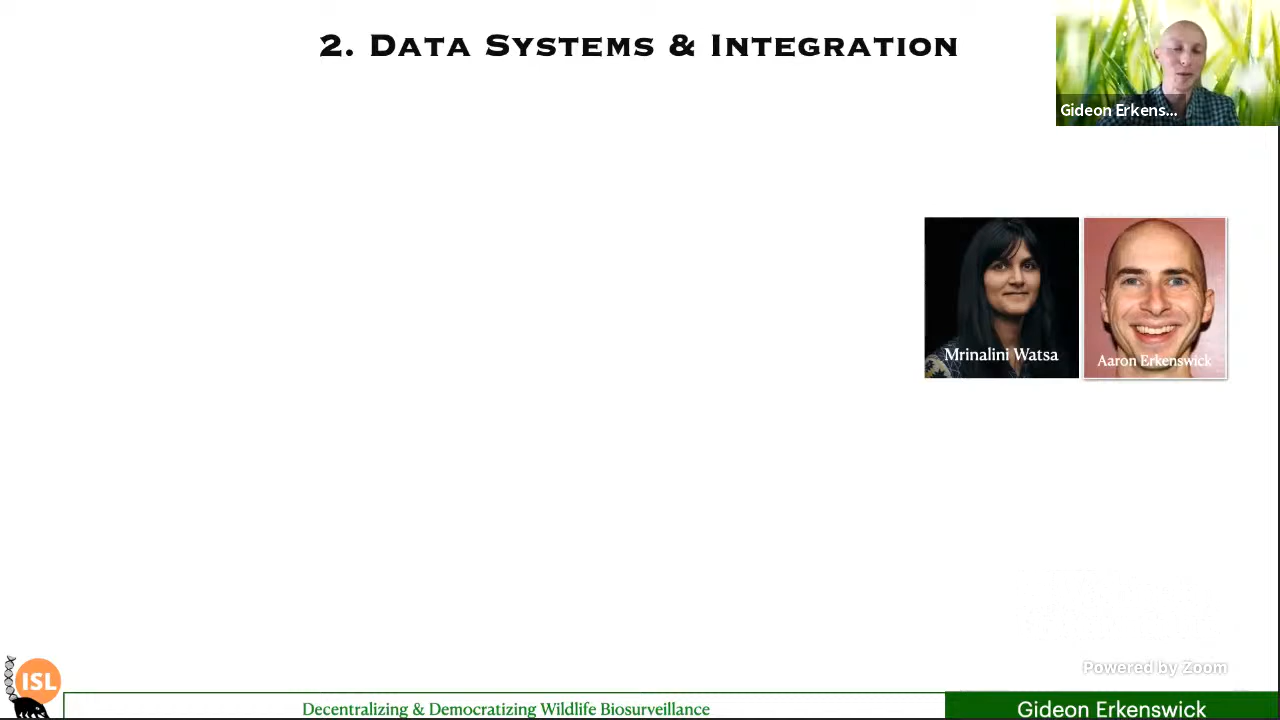 2. DATA SYSTEMS & INTEGRATION
Gideon Erkens...
Mrinalini Watsa
Aaron Erkenswick
Powered by Zoom
ISL
Decentralizing & Democratizing Wildlife Biosurveillance
Gideon Erkenswick